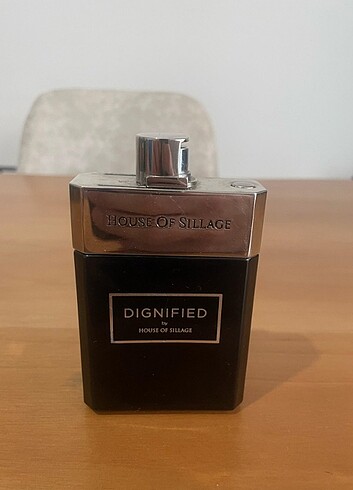 HOUSE OF SILLAGE
DIGNIFIED
by
HOUSE OF SILLAGE